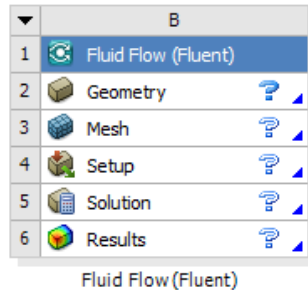 B
1 Fluid Flow (Fluent)
2 Geometry ?
3 Mesh ?
4 Setup ?
5 Solution ?
6 Results ?
Fluid Flow (Fluent)